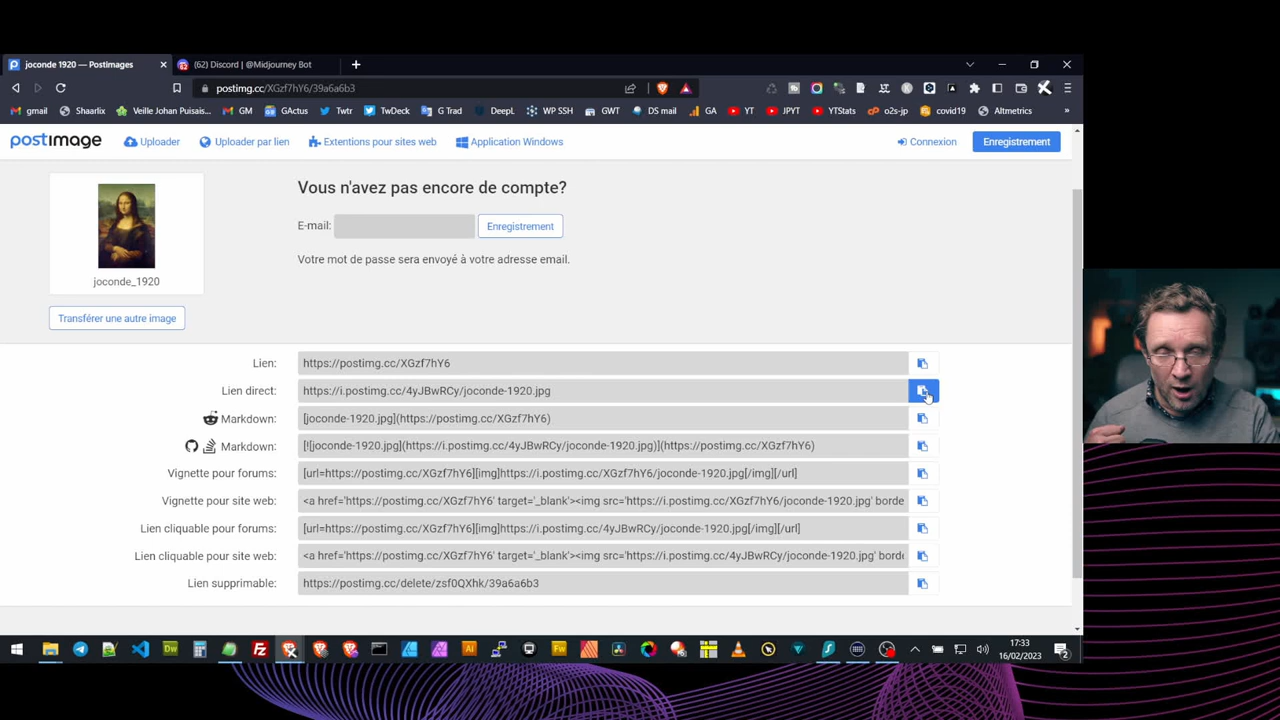 joconde 1920 — Postimages
(62) Discord | @Midjourney Bot
postimg.cc/XGzf7hY6/39a6a6b3
gmail Shaarlix Veille Johan Puisais... GM GActus Twtr TwDeck G Trad DeepL WP SSH GWT DS mail GA YT JPYT YTStats o2s-jp covid19 Altmetrics »
postimage Uploader Uploader par lien Extentions pour sites web Application Windows Connexion Enregistrement
Vous n'avez pas encore de compte?
E-mail: Enregistrement
Votre mot de passe sera envoyé à votre adresse email.
joconde_1920
Transférer une autre image
Lien: https://postimg.cc/XGzf7hY6
Lien direct: https://i.postimg.cc/4yJBwRCy/joconde-1920.jpg
Markdown: [joconde-1920.jpg](https://postimg.cc/XGzf7hY6)
Markdown: [![joconde-1920.jpg](https://i.postimg.cc/4yJBwRCy/joconde-1920.jpg)](https://postimg.cc/XGzf7hY6)
Vignette pour forums: [url=https://postimg.cc/XGzf7hY6][img]https://i.postimg.cc/XGzf7hY6/joconde-1920.jpg[/img][/url]
Vignette pour site web: <a href='https://postimg.cc/XGzf7hY6' target='_blank'><img src='https://i.postimg.cc/XGzf7hY6/joconde-1920.jpg' borde
Lien cliquable pour forums: [url=https://postimg.cc/XGzf7hY6][img]https://i.postimg.cc/4yJBwRCy/joconde-1920.jpg[/img][/url]
Lien cliquable pour site web: <a href='https://postimg.cc/XGzf7hY6' target='_blank'><img src='https://i.postimg.cc/4yJBwRCy/joconde-1920.jpg' borde
Lien supprimable: https://postimg.cc/delete/zsf0QXhk/39a6a6b3
17:33
16/02/2023
2